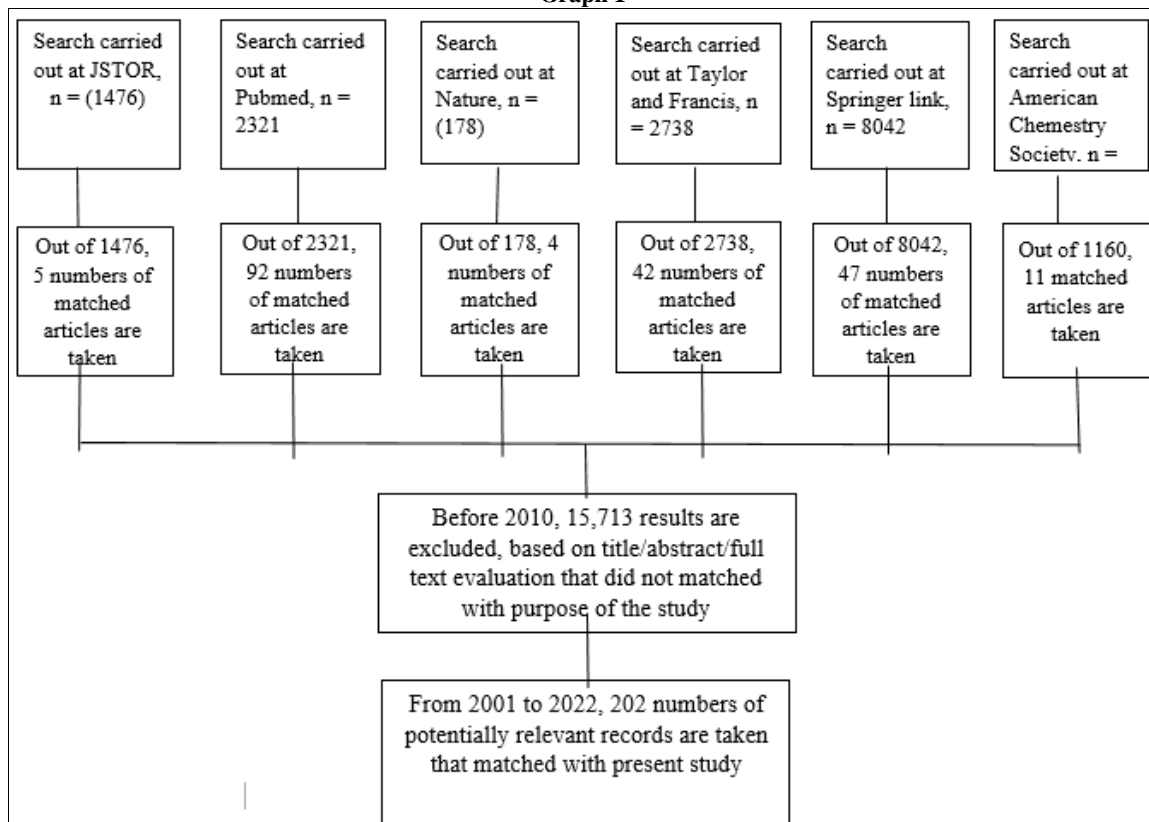 Graph 1
Search carried
out at JSTOR,
n = (1476)
Search carried
out at
Pubmed, n =
2321
Search
carried out at
Nature, n =
(178)
Search carried
out at Taylor
and Francis, n
= 2738
Search
carried out at
Springer link,
n = 8042
Search
carried out at
American
Chemestry
Society. n =
Out of 1476,
5 numbers of
matched
articles are
taken
Out of 2321,
92 numbers
of matched
articles are
taken
Out of 178, 4
numbers of
matched
articles are
taken
Out of 2738,
42 numbers of
matched
articles are
taken
Out of 8042,
47 numbers
of matched
articles are
taken
Out of 1160,
11 matched
articles are
taken
Before 2010, 15,713 results are
excluded, based on title/abstract/full
text evaluation that did not matched
with purpose of the study
From 2001 to 2022, 202 numbers of
potentially relevant records are taken
that matched with present study